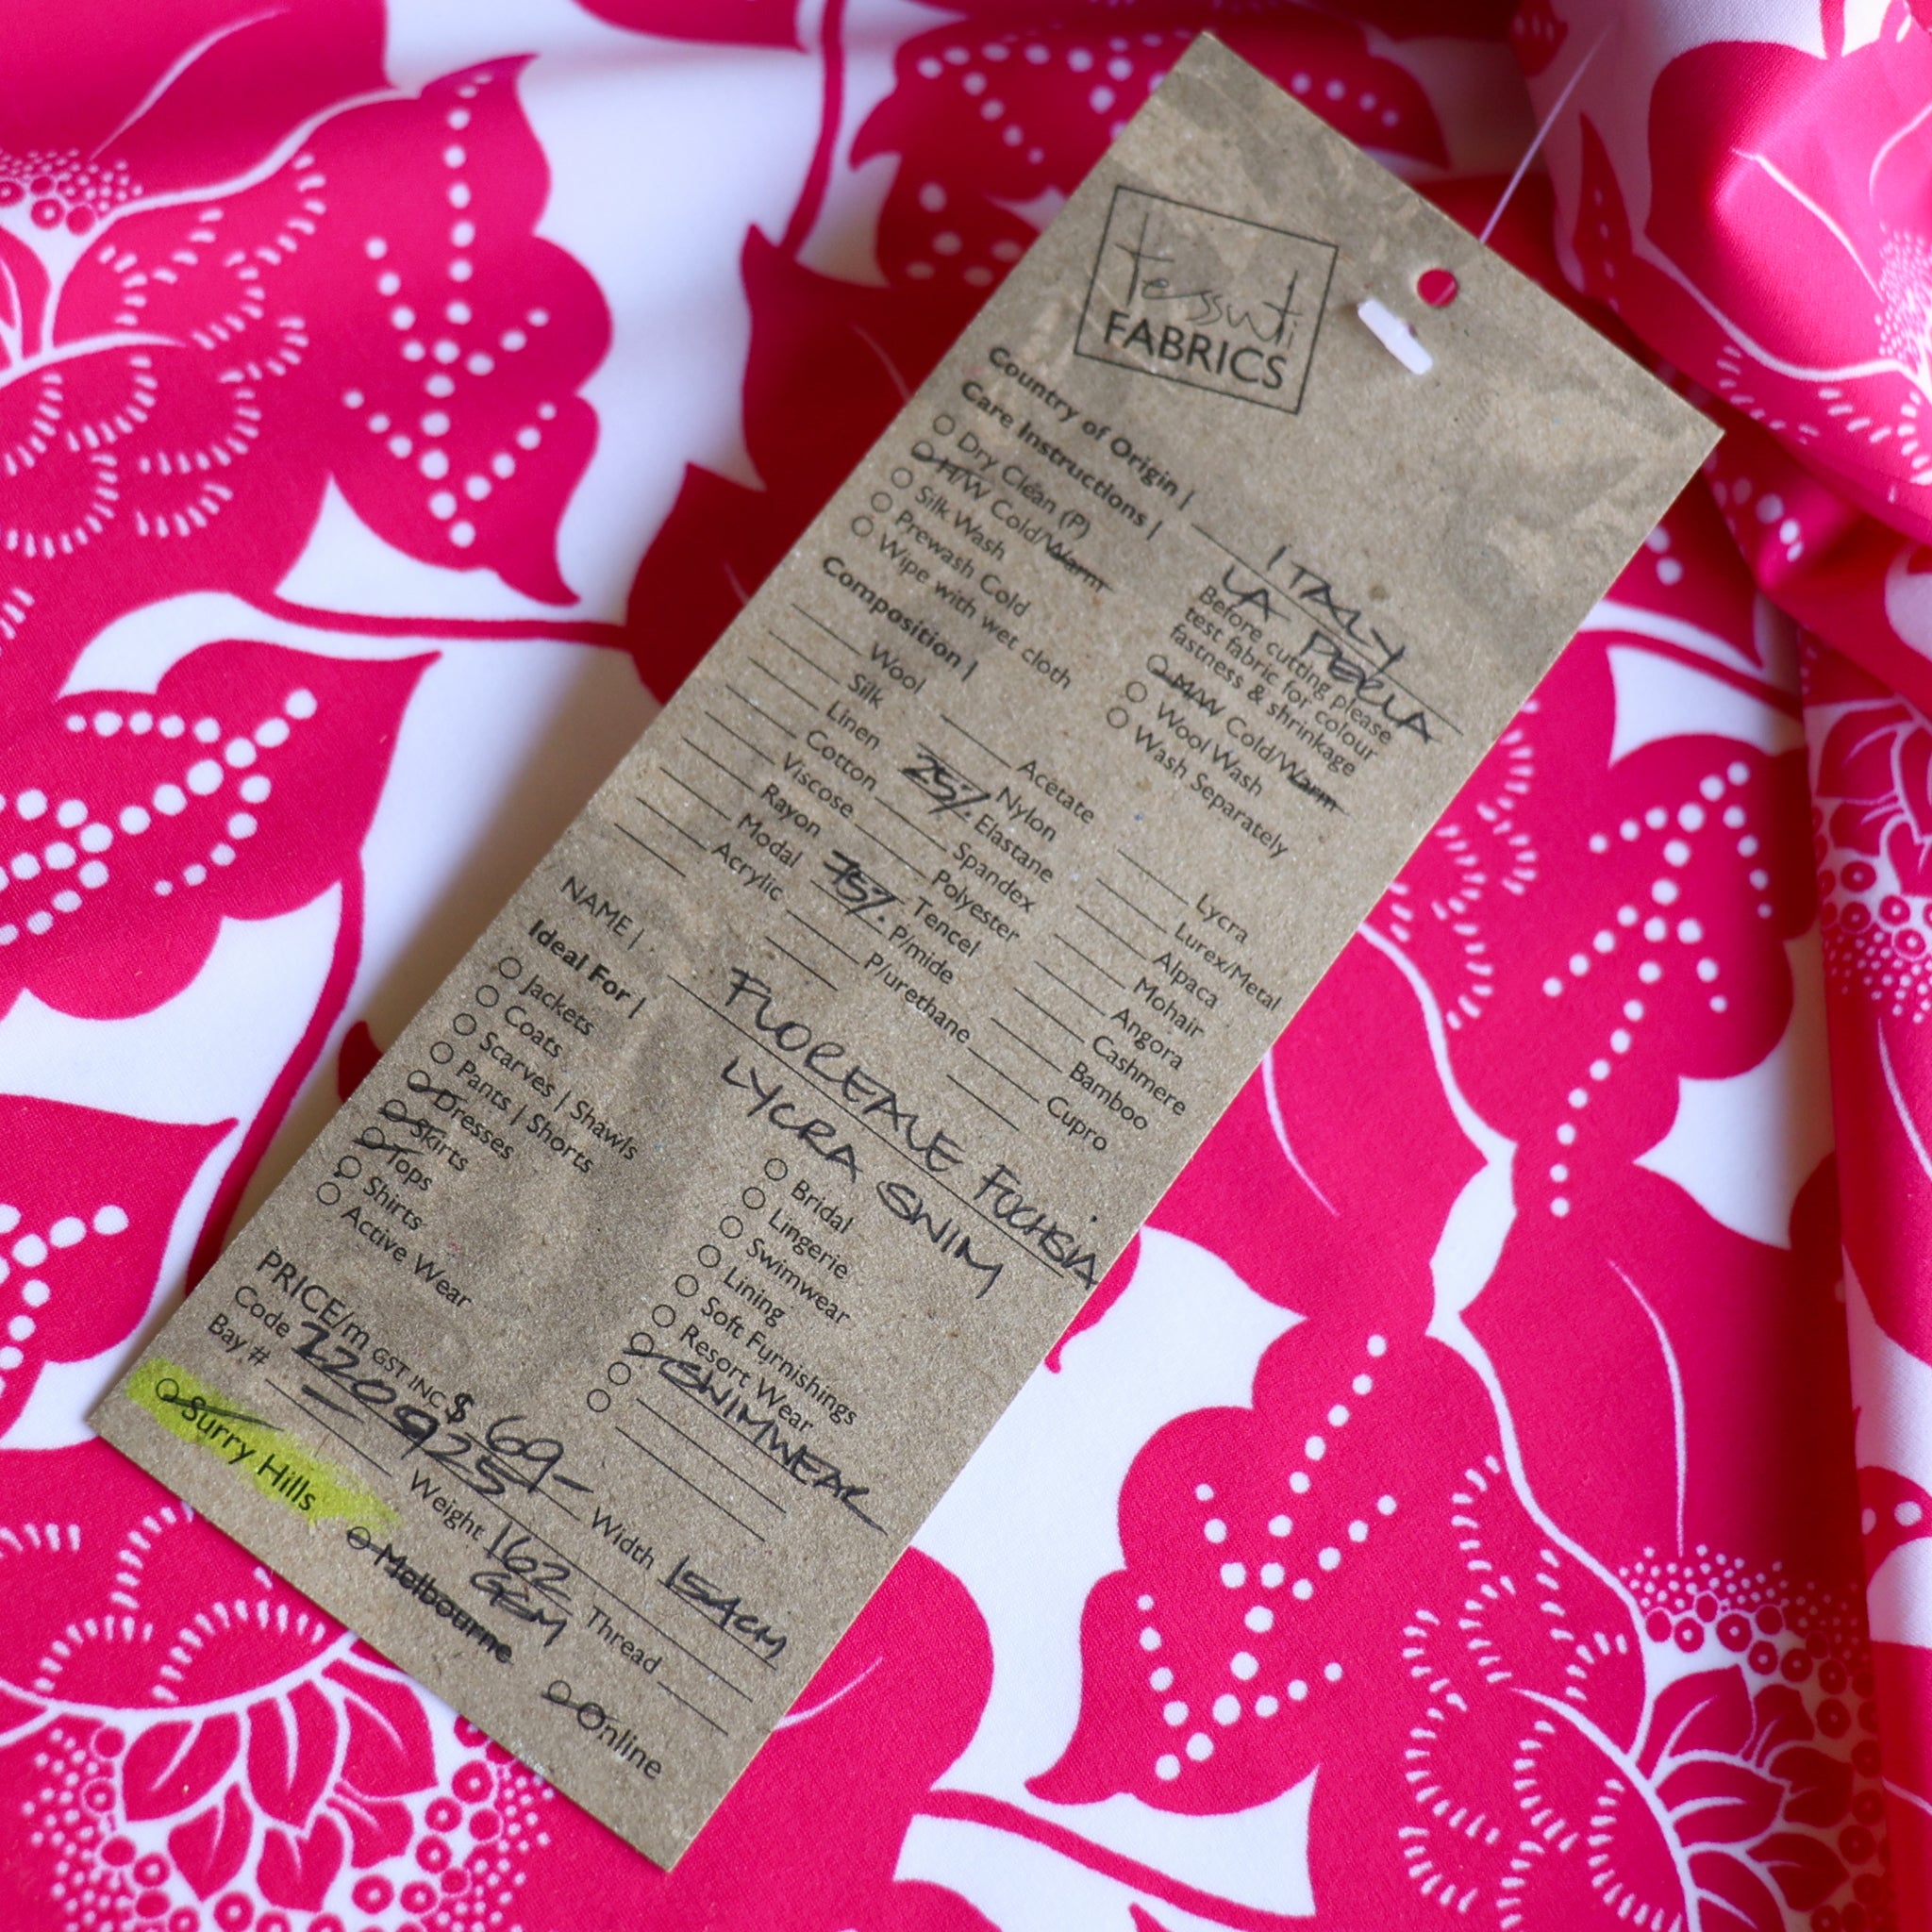 tessuti
FABRICS
Country of Origin | ITALY
Care Instructions | LA PERLA
Dry Clean (P)
H/W Cold/Warm
Silk Wash
Prewash Cold
Wipe with wet cloth
Before cutting please
test fabric for colour
fastness & shrinkage
M/W Cold/Warm
Wool Wash
Wash Separately
Composition |
Wool
Silk
Linen
Cotton
Viscose
Rayon
Modal
Acrylic
Acetate
Nylon
25% Elastane
Spandex
Polyester
Tencel
75% P/mide
P/urethane
Lycra
Lurex/Metal
Alpaca
Mohair
Angora
Cashmere
Bamboo
Cupro
NAME | FLOREALE FUCHSIA
LYCRA SWIM
Ideal For |
Jackets
Coats
Scarves | Shawls
Pants | Shorts
Dresses
Skirts
Tops
Shirts
Active Wear
Bridal
Lingerie
Swimwear
Lining
Soft Furnishings
Resort Wear
SWIMWEAR
PRICE/m GST INC $ 69- Width 154CM
Code 2209925 Weight 162 GSM
Bay # — Thread
Surry Hills
Melbourne
Online